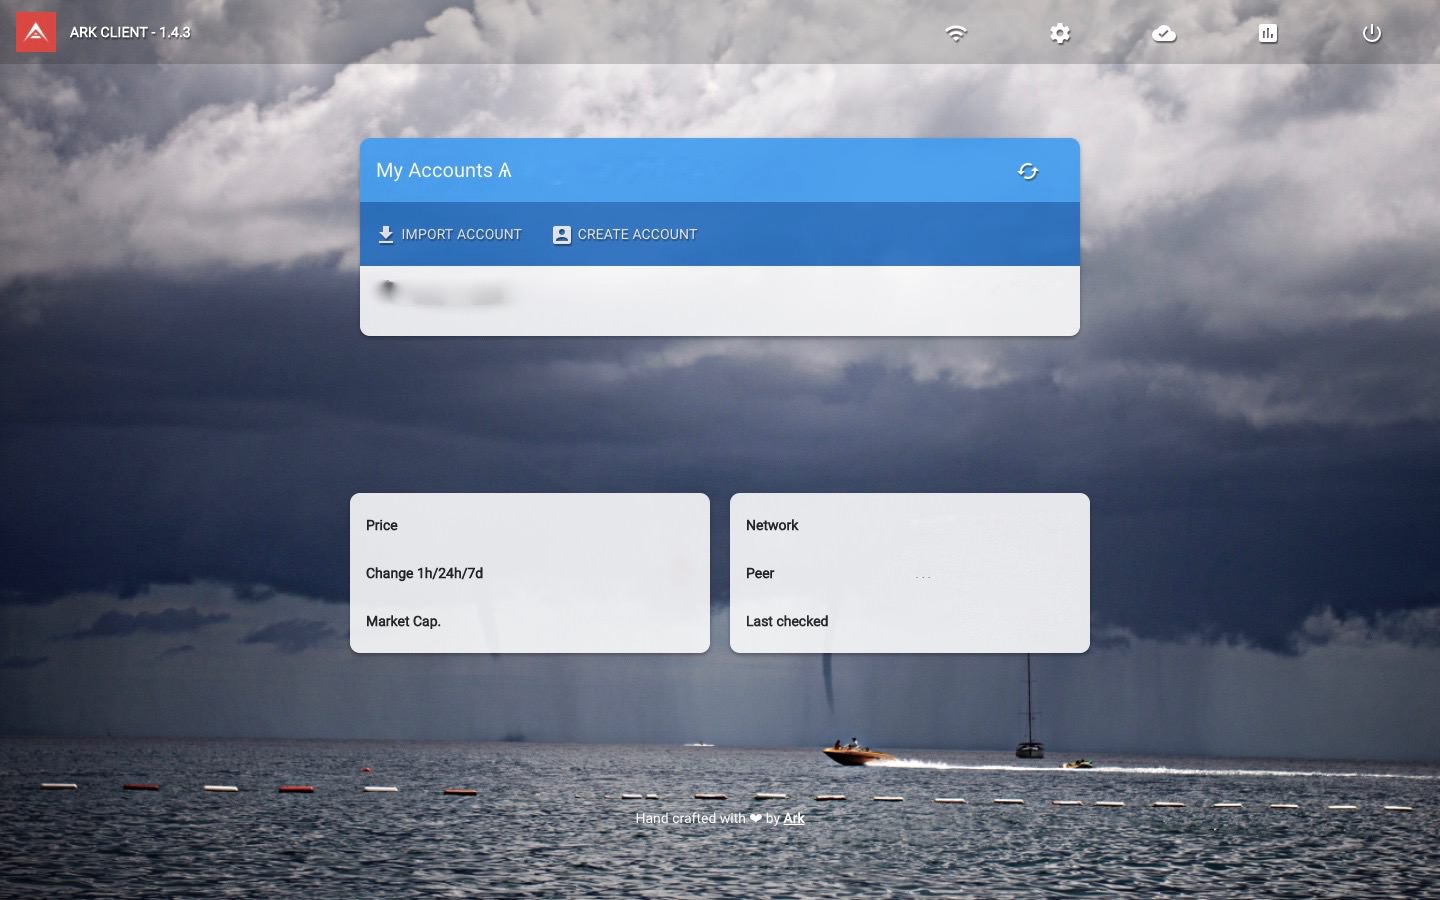 ARK CLIENT - 1.4.3
My Accounts Ѧ
IMPORT ACCOUNT CREATE ACCOUNT
Price
Change 1h/24h/7d
Market Cap.
Network
Peer
Last checked
Hand crafted with ❤ by Ark